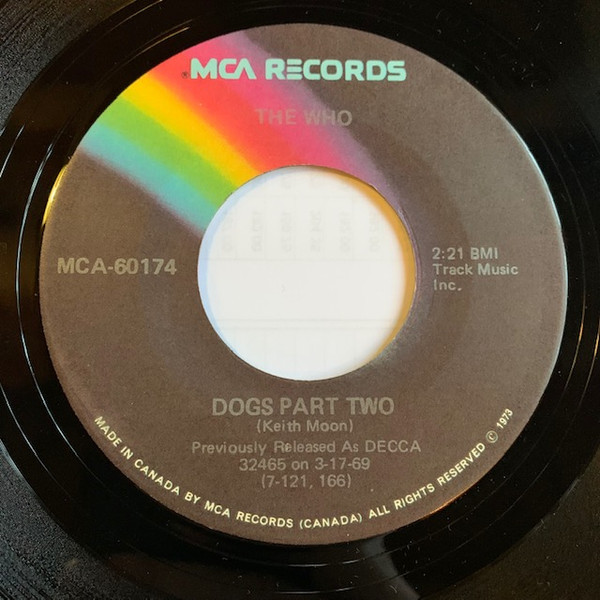 ®MCA RECORDS
THE WHO
MCA-60174
2:21 BMI
Track Music
Inc.
DOGS PART TWO
(Keith Moon)
Previously Released As DECCA
32465 on 3-17-69
(7-121, 166)
MADE IN CANADA BY MCA RECORDS (CANADA) ALL RIGHTS RESERVED © 1973